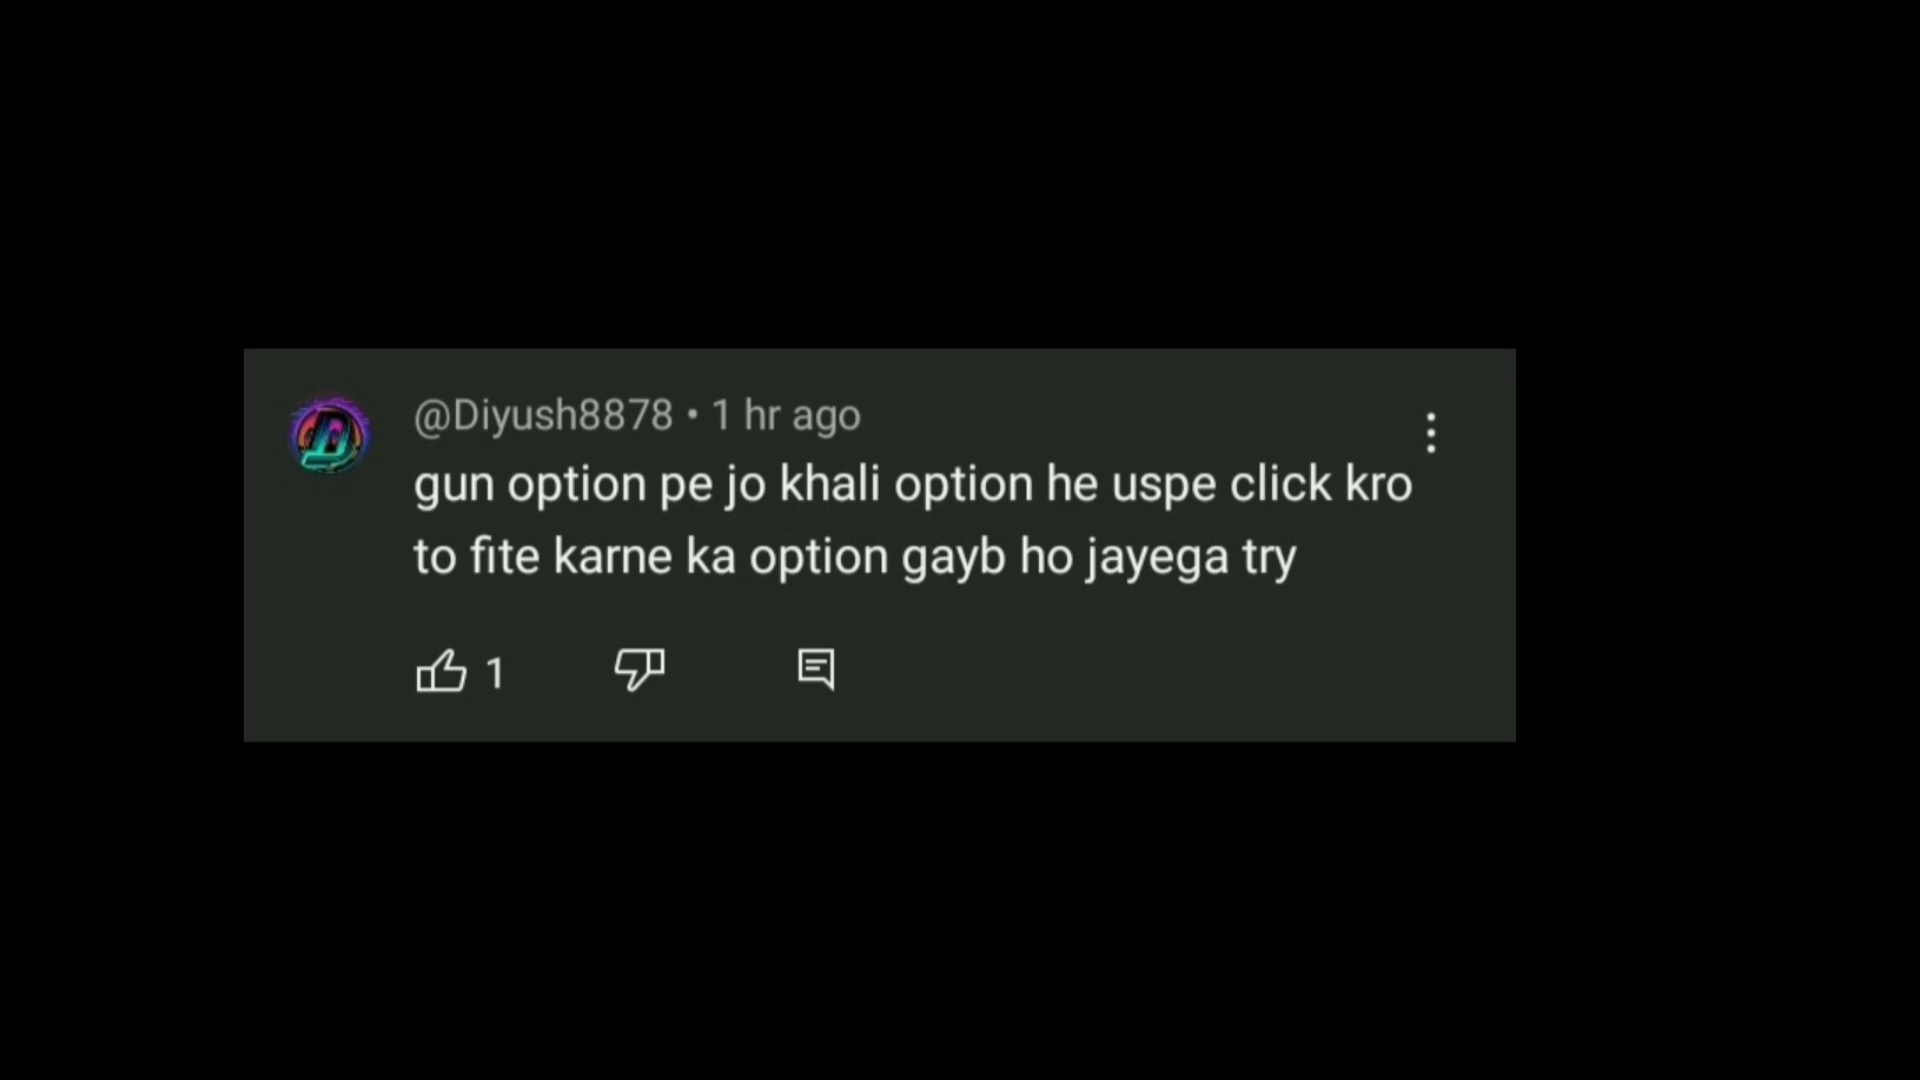 @Diyush8878 • 1 hr ago
gun option pe jo khali option he uspe click kro
to fite karne ka option gayb ho jayega try
1